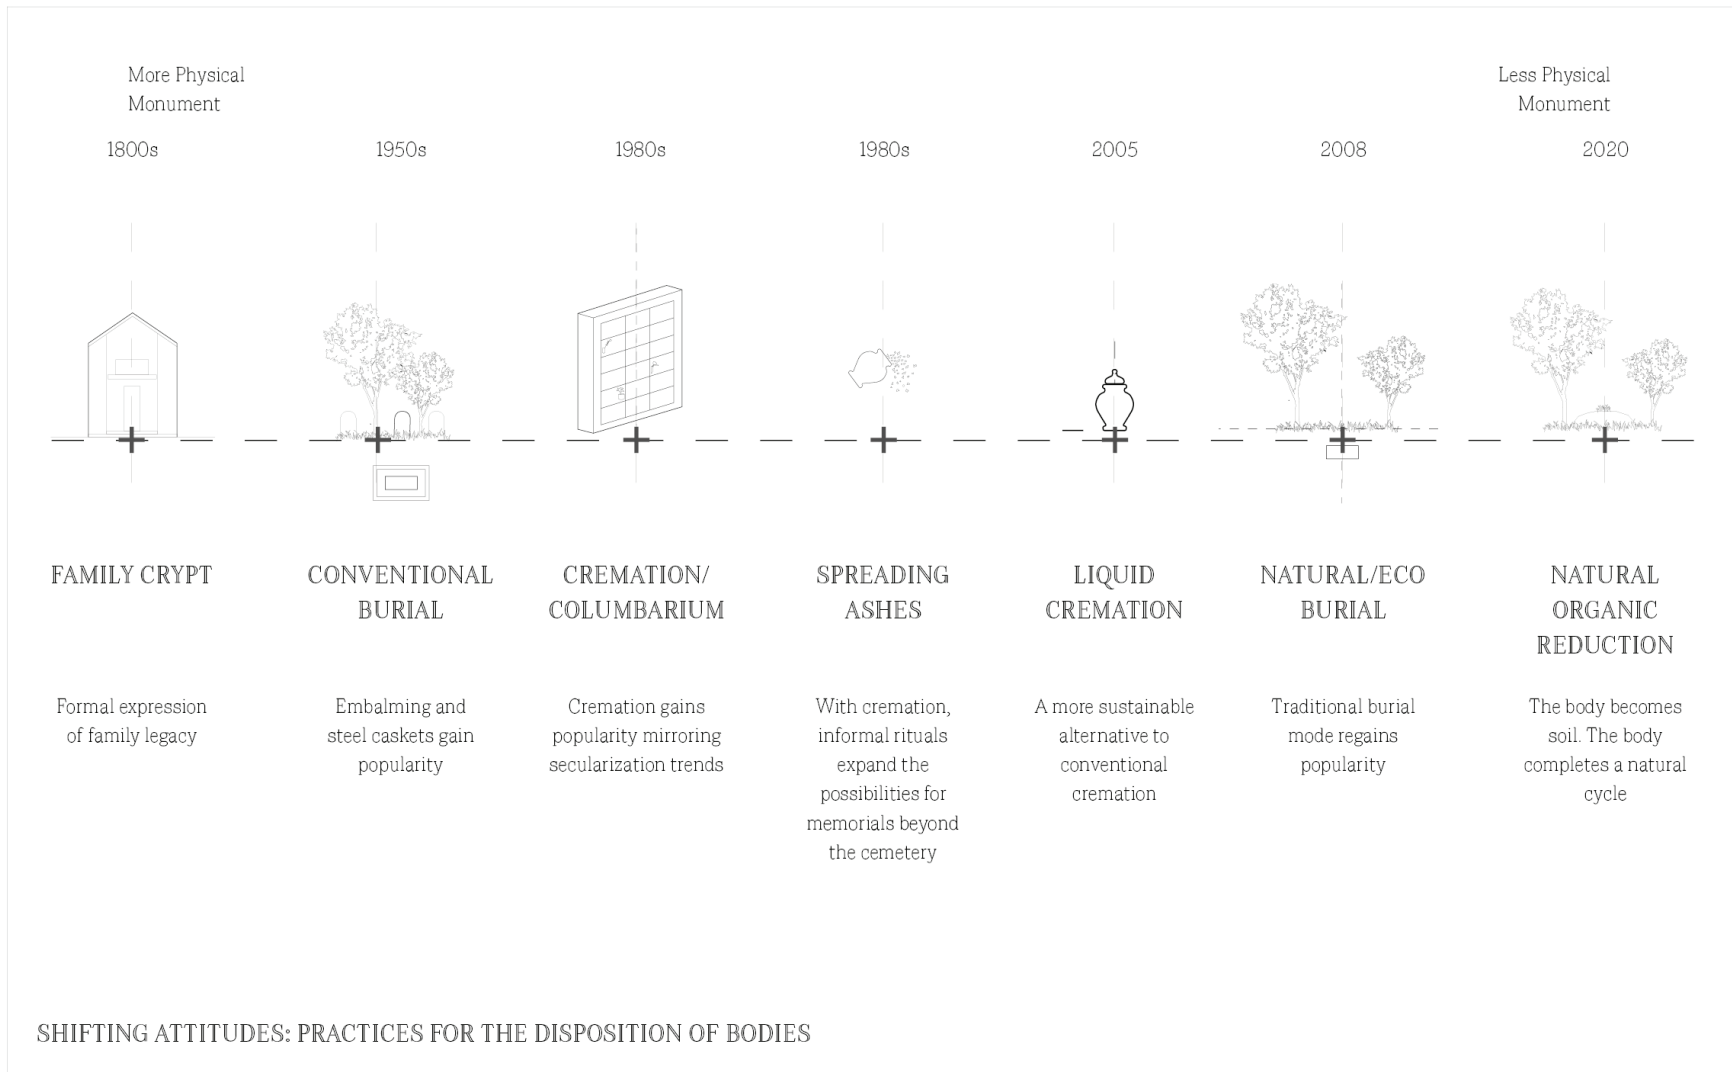 More Physical
Monument
Less Physical
Monument
1800s
1950s
1980s
1980s
2005
2008
2020
FAMILY CRYPT
CONVENTIONAL
BURIAL
CREMATION/
COLUMBARIUM
SPREADING
ASHES
LIQUID
CREMATION
NATURAL/ECO
BURIAL
NATURAL
ORGANIC
REDUCTION
Formal expression
of family legacy
Embalming and
steel caskets gain
popularity
Cremation gains
popularity mirroring
secularization trends
With cremation,
informal rituals
expand the
possibilities for
memorials beyond
the cemetery
A more sustainable
alternative to
conventional
cremation
Traditional burial
mode regains
popularity
The body becomes
soil. The body
completes a natural
cycle
SHIFTING ATTITUDES: PRACTICES FOR THE DISPOSITION OF BODIES